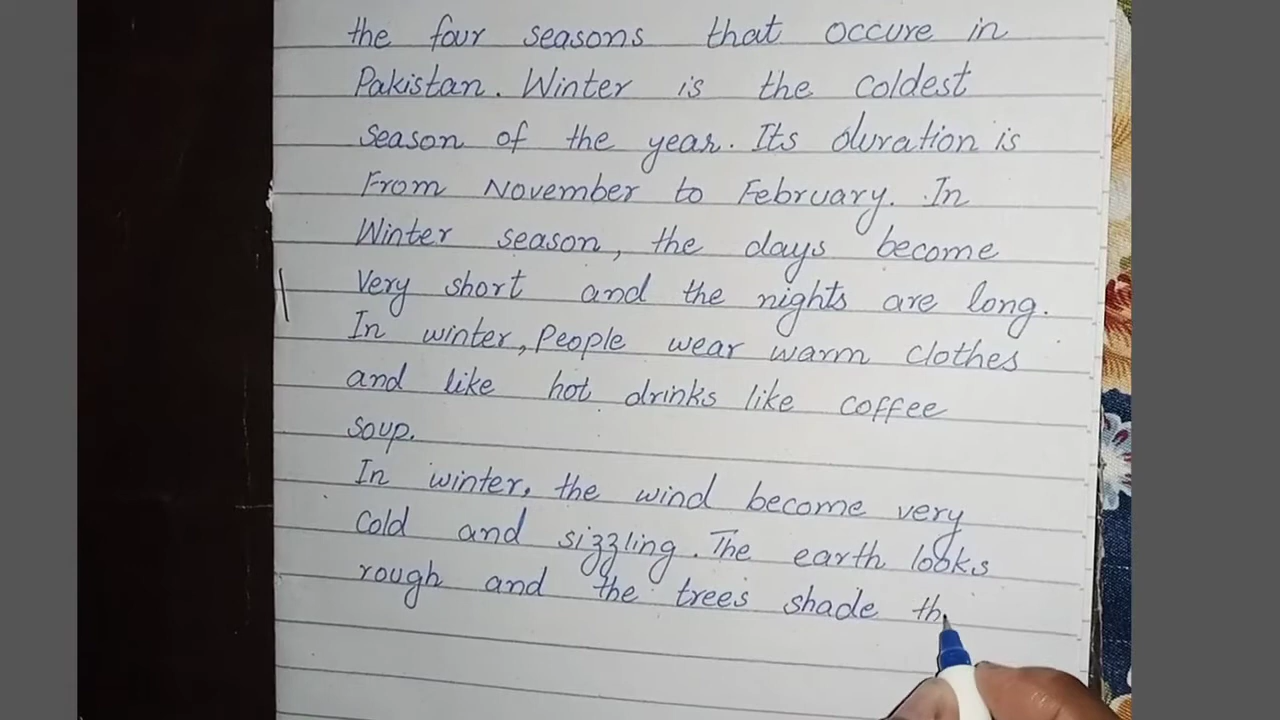 the four seasons that occure in
Pakistan. Winter is the coldest
season of the year. Its duration is
From November to February. In
Winter season, the days become
Very short and the nights are long.
In winter, People wear warm clothes
and like hot drinks like coffee
soup.
In winter, the wind become very
Cold and sizzling. The earth looks
rough and the trees shade th